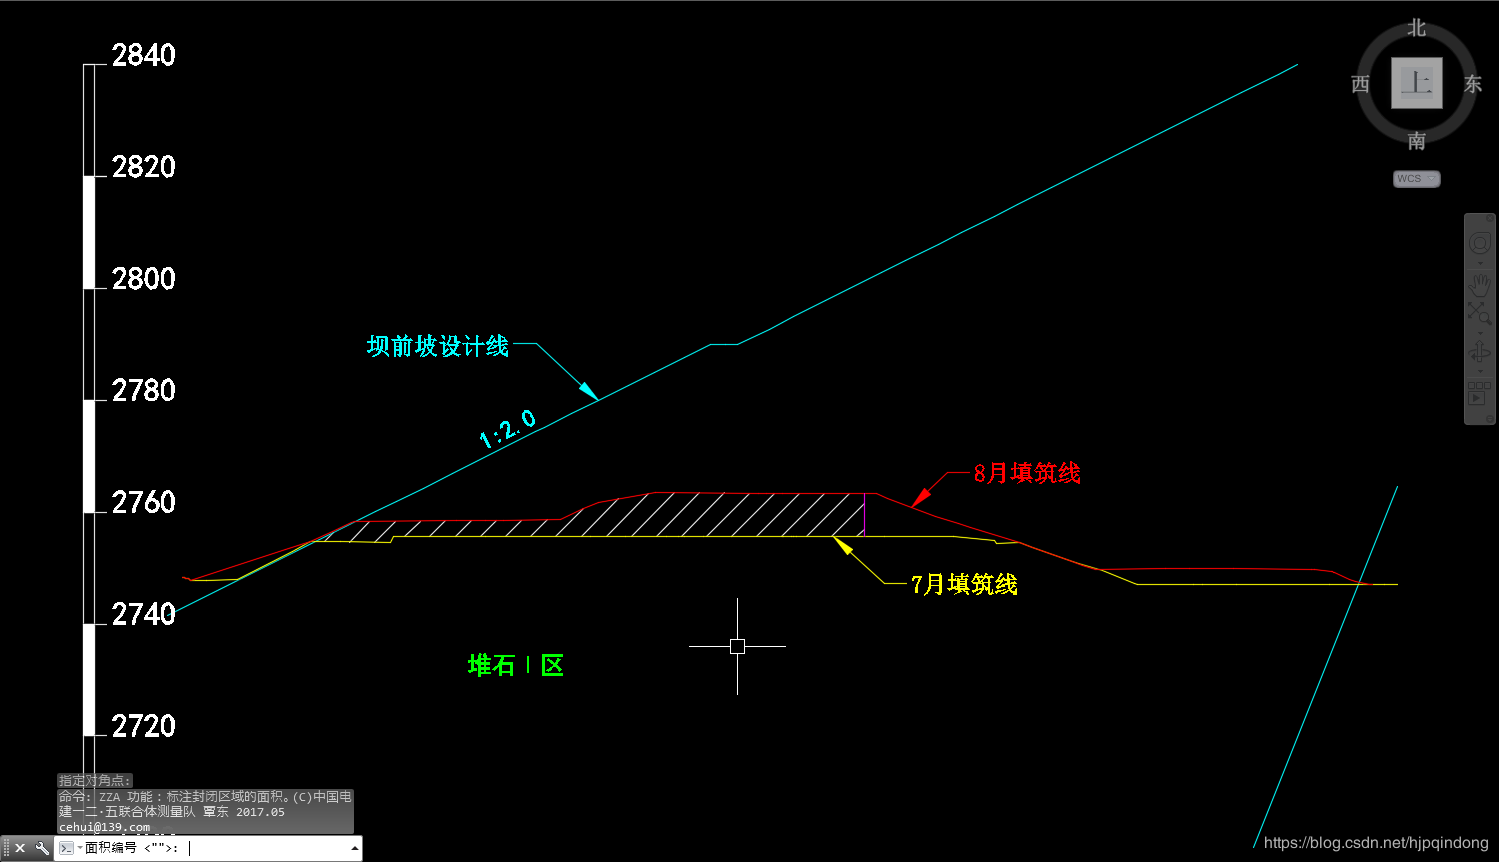 2840
北
西
上
东
南
2820
WCS
2800
坝前坡设计线
2780
1:2.0
8月填筑线
2760
7月填筑线
2740
堆石I区
2720
指定对角点:
命令: ZZA 功能：标注封闭区域的面积。(C)中国电
建一二·五联合体测量队 覃东 2017.05
cehui@139.com
面积编号 <"">:
https://blog.csdn.net/hjpqindong